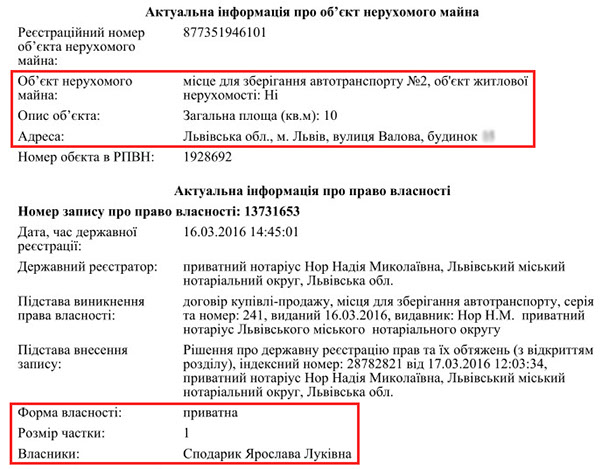 Актуальна інформація про об’єкт нерухомого майна
Реєстраційний номер 877351946101
об’єкта нерухомого
майна:
Об’єкт нерухомого місце для зберігання автотранспорту №2, об'єкт житлової
майна: нерухомості: Ні
Опис об’єкта: Загальна площа (кв.м): 10
Адреса: Львівська обл., м. Львів, вулиця Валова, будинок
Номер обєкта в РПВН: 1928692
Актуальна інформація про право власності
Номер запису про право власності: 13731653
Дата, час державної 16.03.2016 14:45:01
реєстрації:
Державний реєстратор: приватний нотаріус Нор Надія Миколаївна, Львівський міський
нотаріальний округ, Львівська обл.
Підстава виникнення договір купівлі-продажу, місця для зберігання автотранспорту, серія
права власності: та номер: 241, виданий 16.03.2016, видавник: Нор Н.М. приватний
нотаріус Львівського міського нотаріального округу
Підстава внесення Рішення про державну реєстрацію прав та їх обтяжень (з відкриттям
запису: розділу), індексний номер: 28782821 від 17.03.2016 12:03:34,
приватний нотаріус Нор Надія Миколаївна, Львівський міський
нотаріальний округ, Львівська обл.
Форма власності: приватна
Розмір частки: 1
Власники: Сподарик Ярослава Луківна